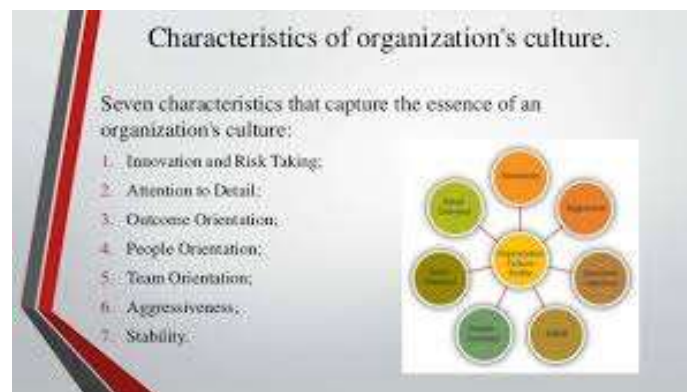 Characteristics of organization's culture.
Seven characteristics that capture the essence of an
organization's culture:
1. Innovation and Risk Taking;
2. Attention to Detail;
3. Outcome Orientation;
4. People Orientation;
5. Team Orientation;
6. Aggressiveness;
7. Stability.